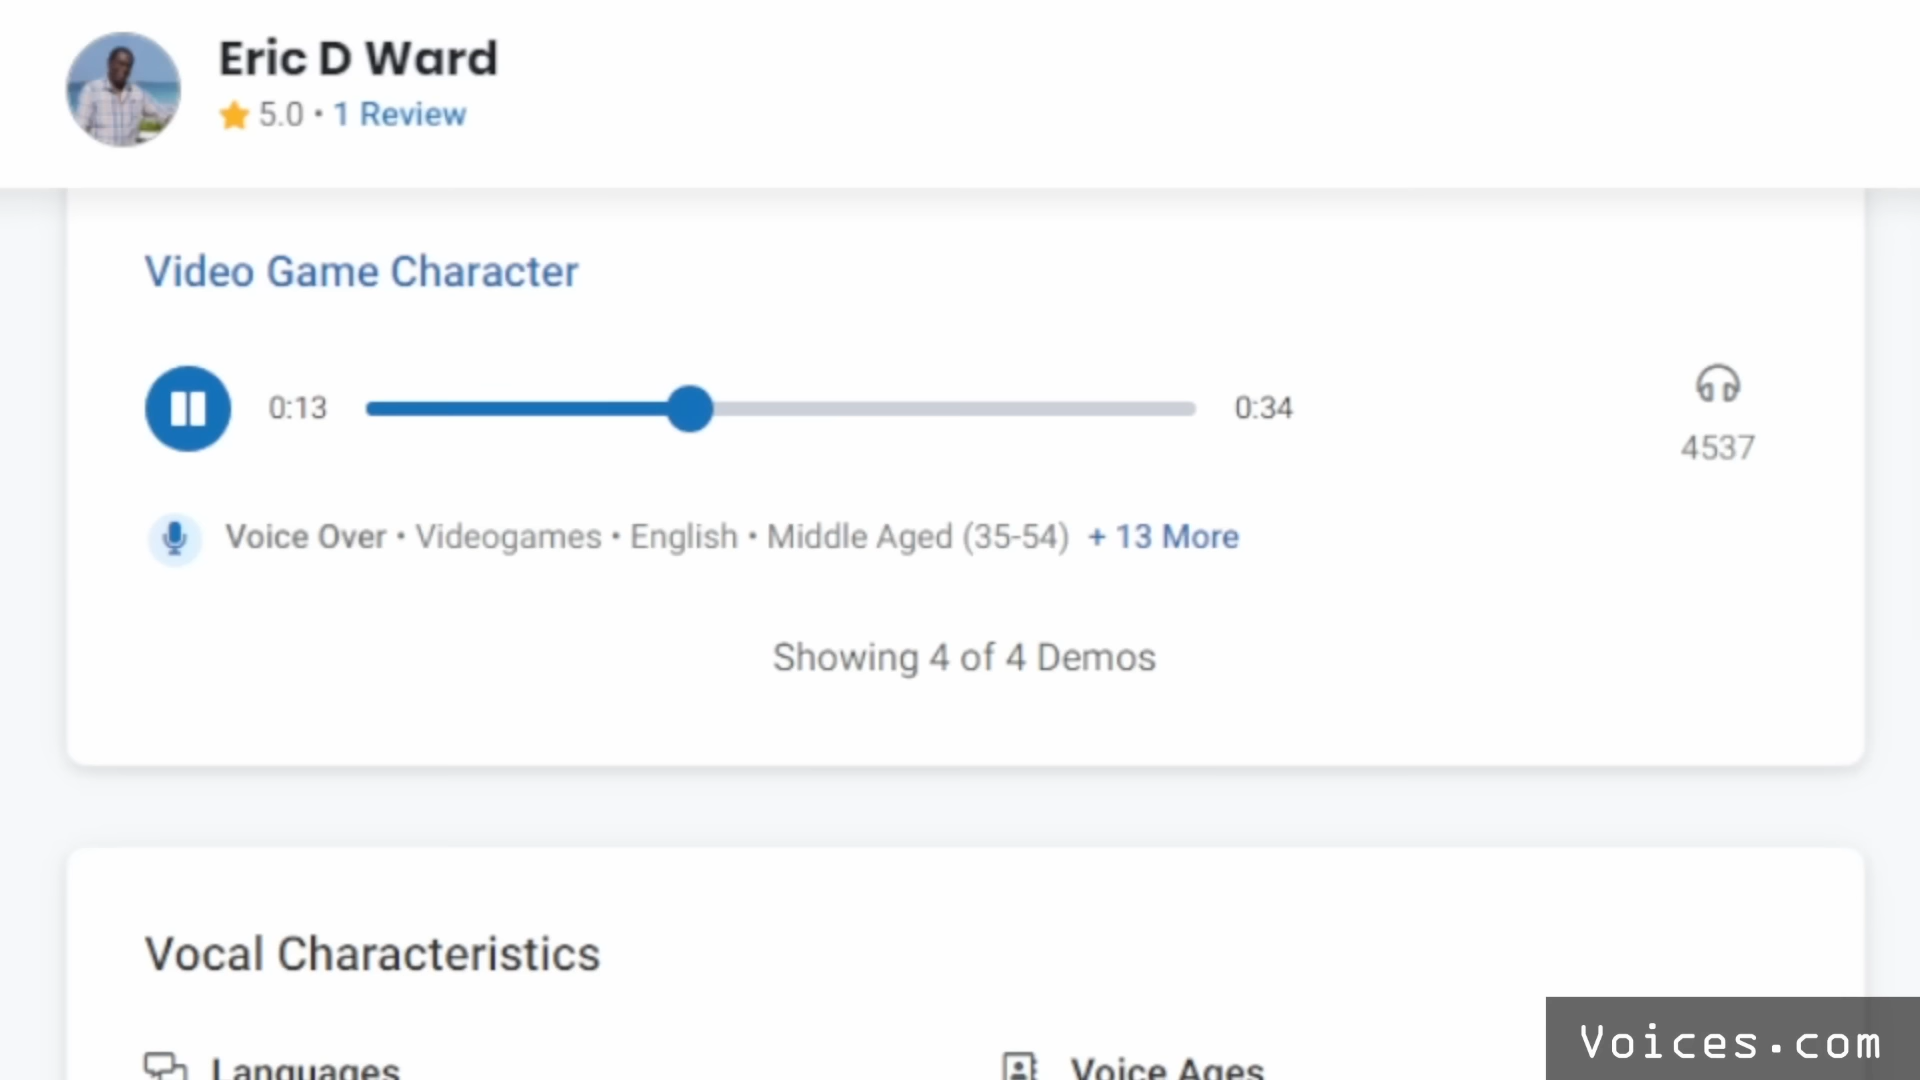 Eric D Ward
5.0 • 1 Review
Video Game Character
0:13
0:34
4537
Voice Over • Videogames • English • Middle Aged (35-54) + 13 More
Showing 4 of 4 Demos
Vocal Characteristics
Languages
Voice Ages
Voices.com